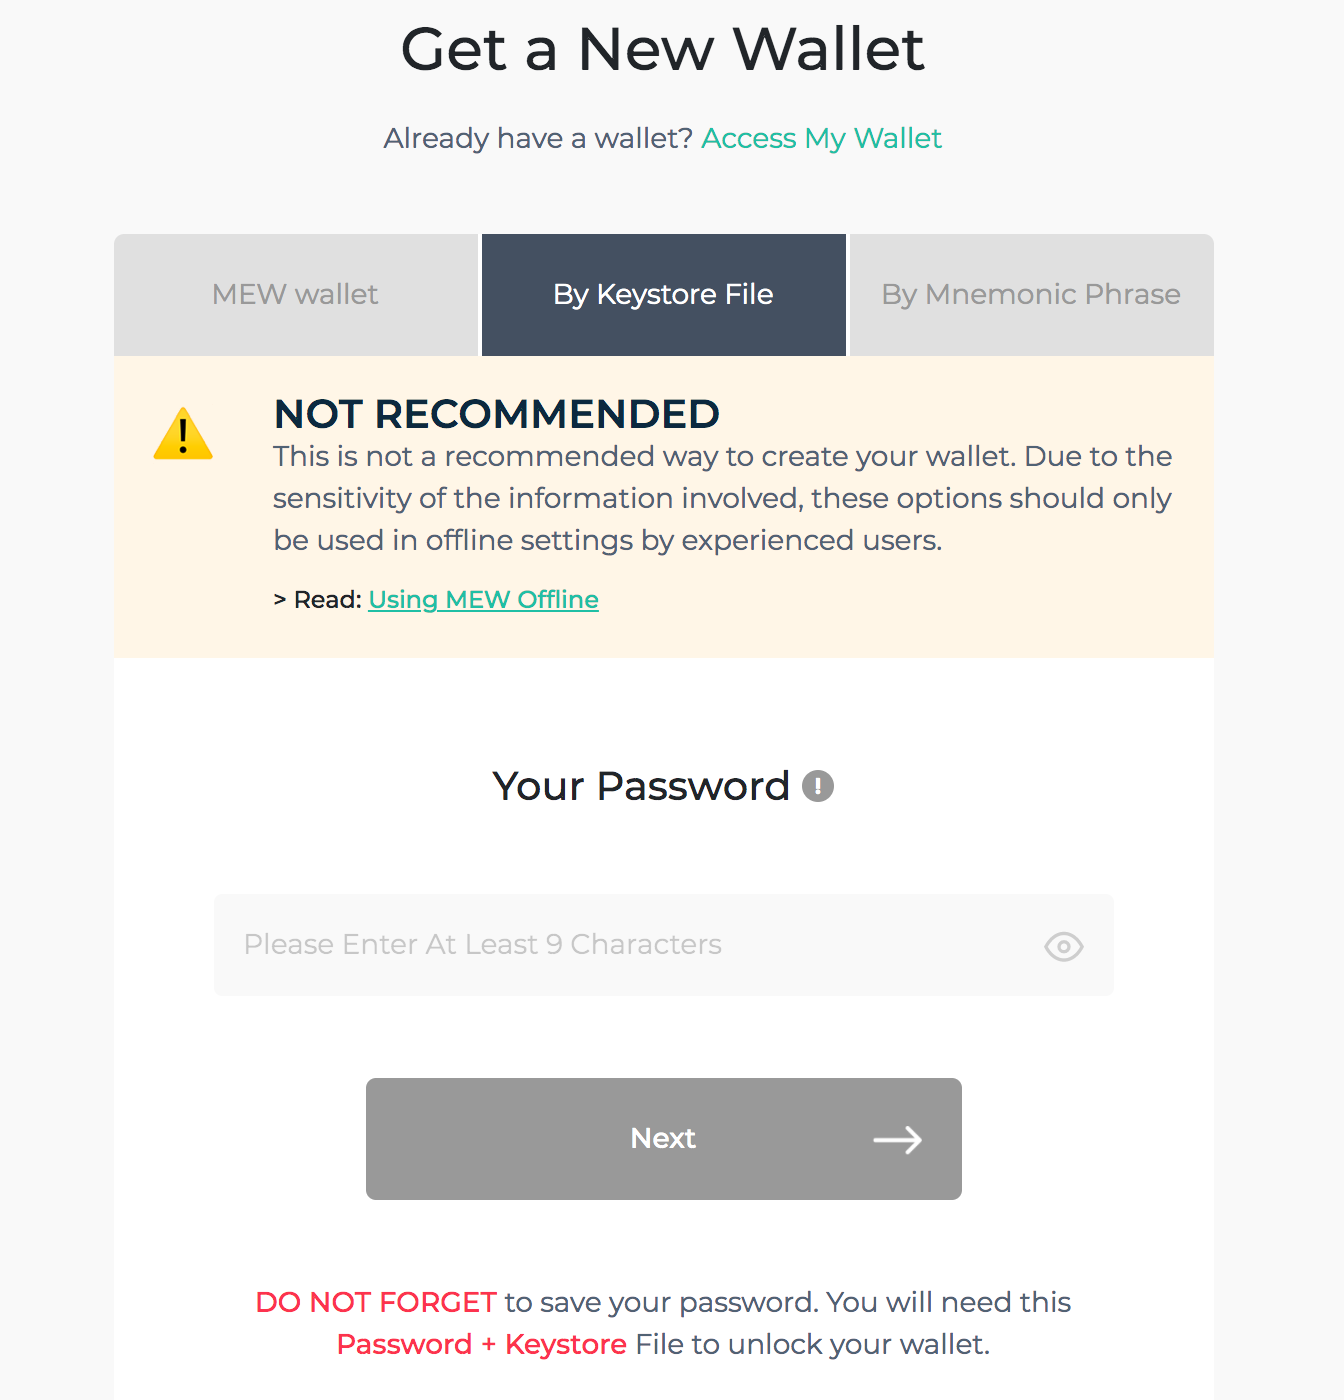 Get a New Wallet
Already have a wallet? Access My Wallet
MEW wallet
By Keystore File
By Mnemonic Phrase
NOT RECOMMENDED
This is not a recommended way to create your wallet. Due to the
sensitivity of the information involved, these options should only
be used in offline settings by experienced users.
> Read: Using MEW Offline
Your Password
Please Enter At Least 9 Characters
Next
DO NOT FORGET to save your password. You will need this
Password + Keystore File to unlock your wallet.